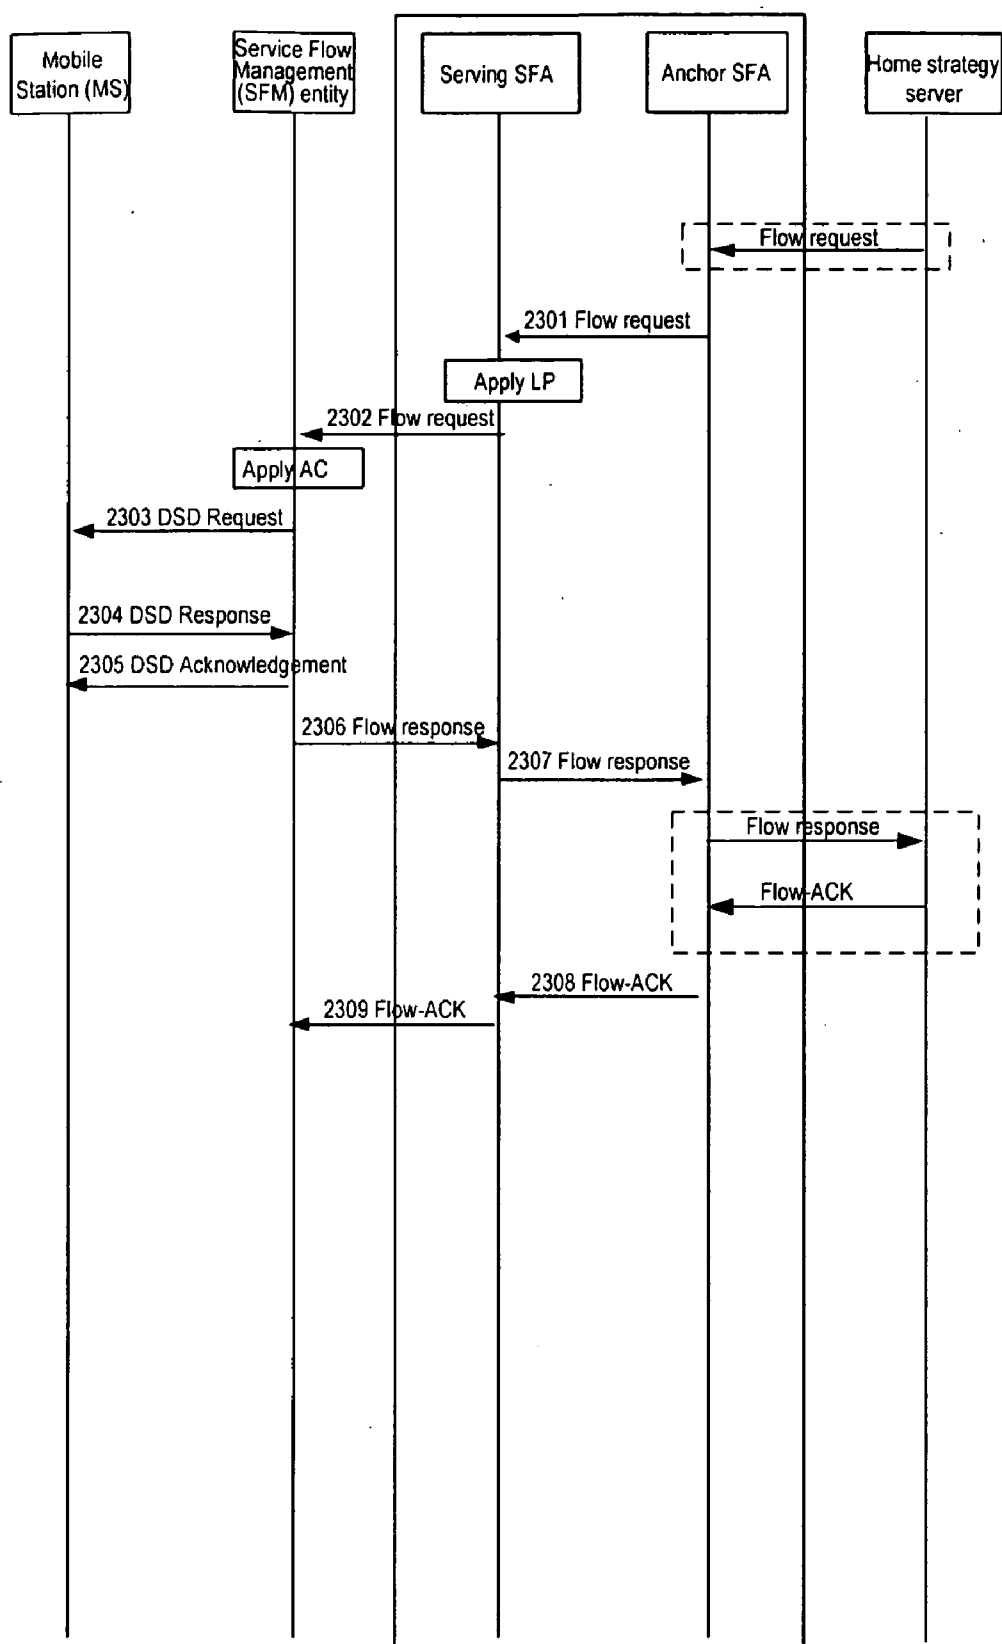 Mobile
Station (MS)
Service Flow
Management
(SFM) entity
Serving SFA
Anchor SFA
Home strategy
server
Flow request
2301 Flow request
Apply LP
2302 Flow request
Apply AC
2303 DSD Request
2304 DSD Response
2305 DSD Acknowledgement
2306 Flow response
2307 Flow response
Flow response
Flow-ACK
2308 Flow-ACK
2309 Flow-ACK